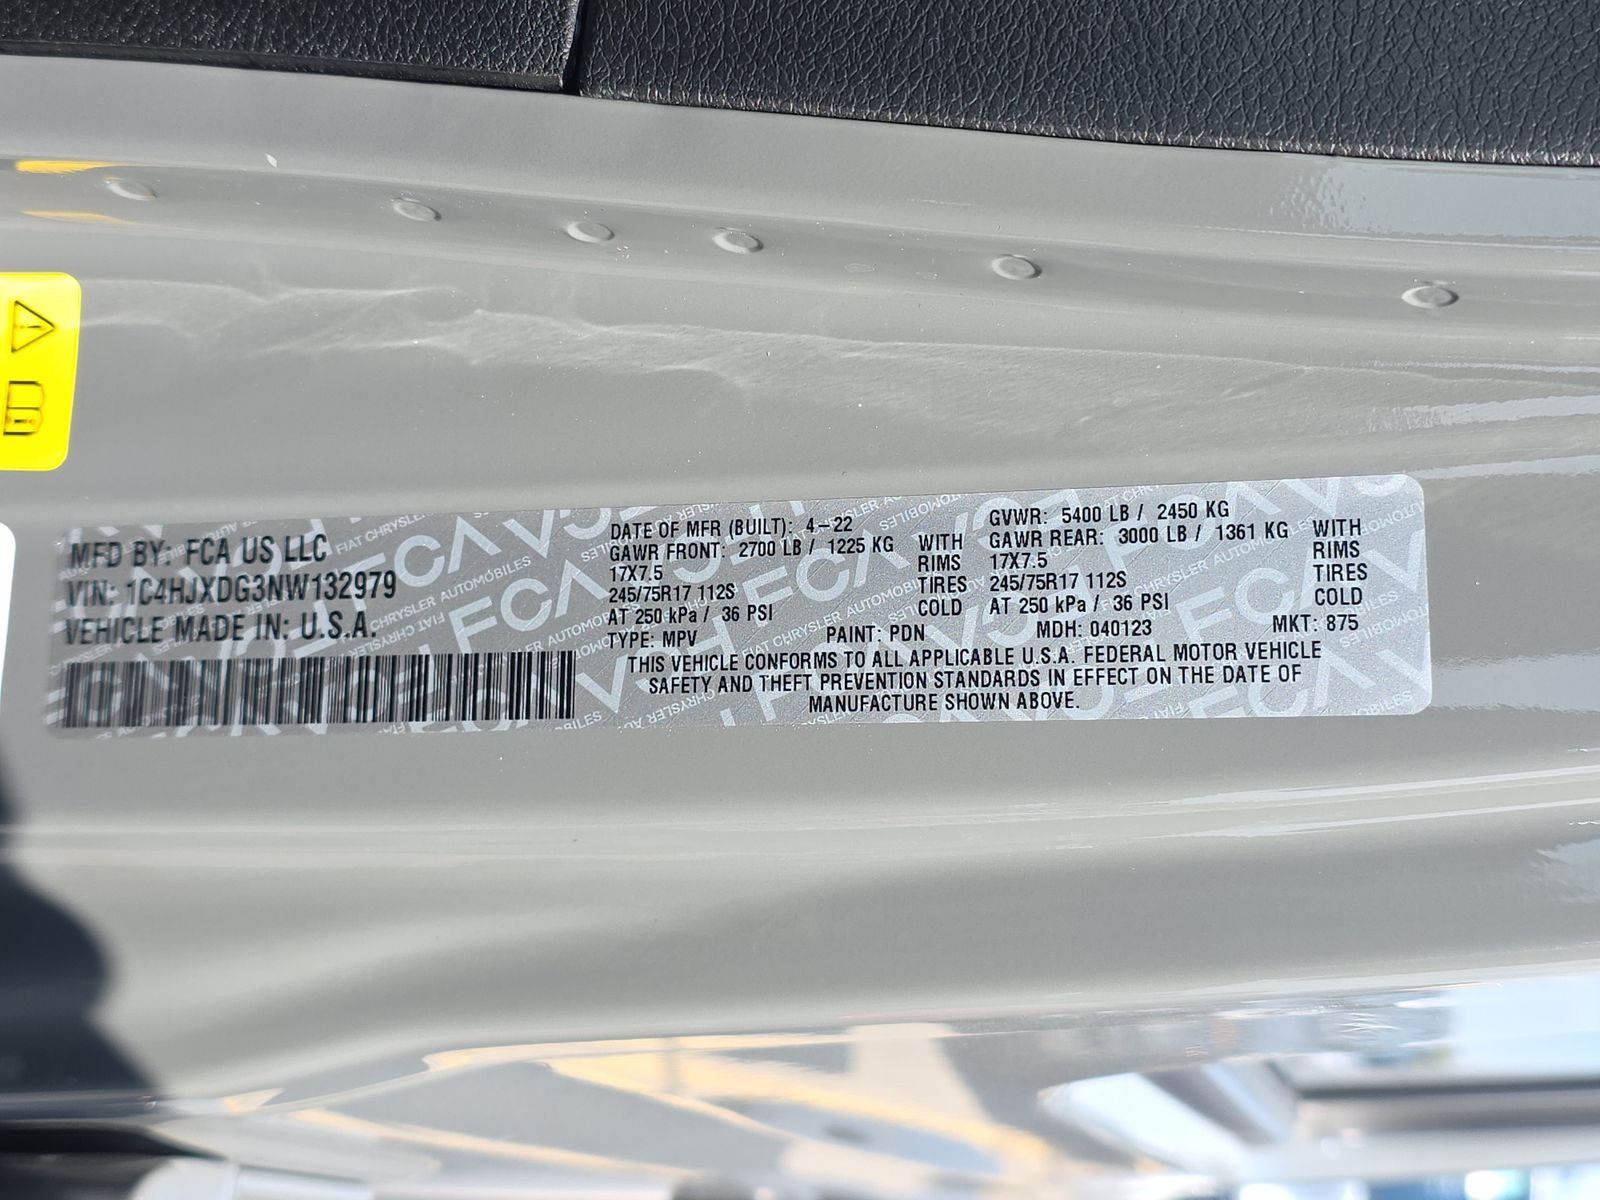 MFD BY: FCA US LLC
VIN: 1C4HJXDG3NW132979
VEHICLE MADE IN: U.S.A.
DATE OF MFR (BUILT): 4-22
GVWR: 5400 LB / 2450 KG
GAWR FRONT: 2700 LB / 1225 KG WITH
17X7.5 RIMS
245/75R17 112S TIRES
AT 250 kPa / 36 PSI COLD
GAWR REAR: 3000 LB / 1361 KG WITH
17X7.5 RIMS
245/75R17 112S TIRES
AT 250 kPa / 36 PSI COLD
TYPE: MPV PAINT: PDN MDH: 040123 MKT: 875
THIS VEHICLE CONFORMS TO ALL APPLICABLE U.S.A. FEDERAL MOTOR VEHICLE
SAFETY AND THEFT PREVENTION STANDARDS IN EFFECT ON THE DATE OF
MANUFACTURE SHOWN ABOVE.
FCA
FIAT CHRYSLER AUTOMOBILES